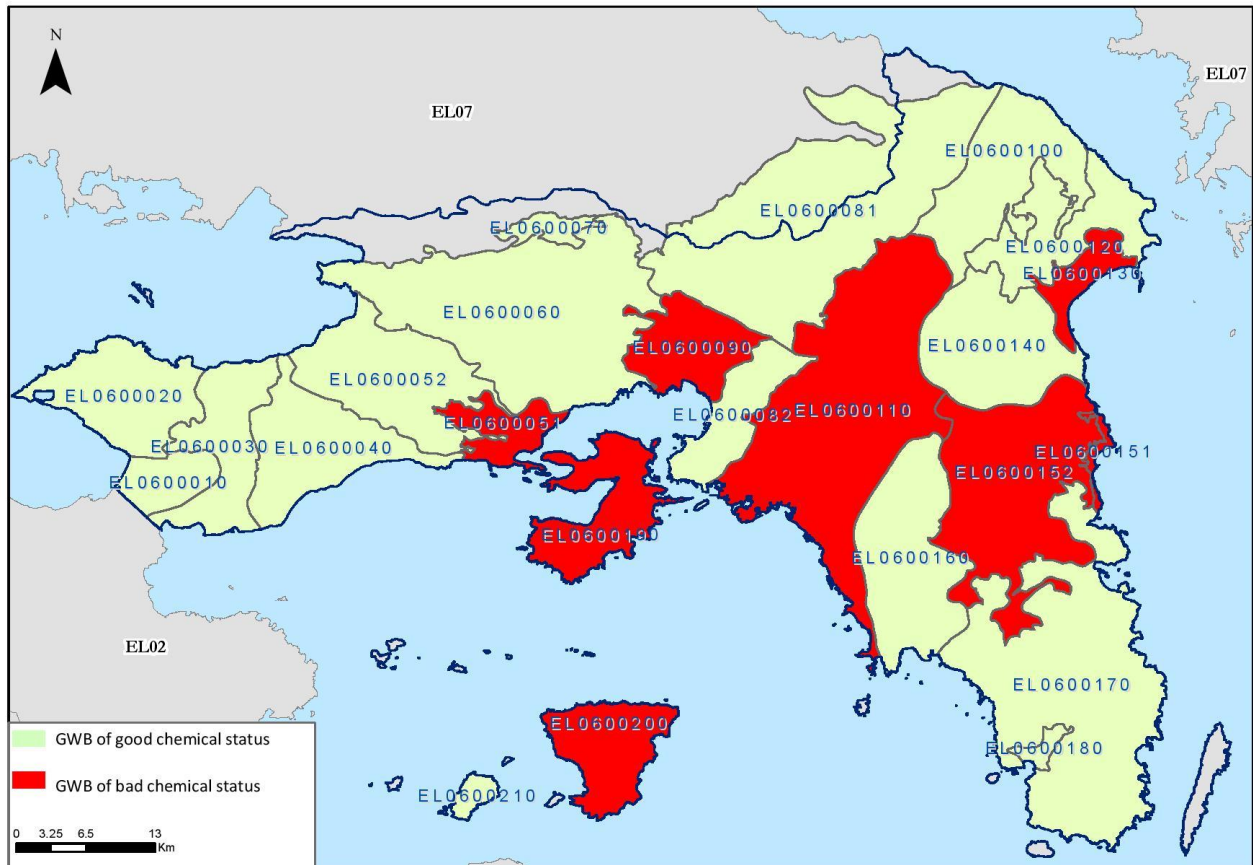 N
EL07
EL07
EL0600100
EL0600081
EL0600070
EL0600120
EL0600130
EL0600060
EL0600090
EL0600140
EL0600052
EL0600020
EL0600082
EL0600110
EL0600051
EL0600030
EL0600040
EL0600151
EL0600152
EL0600010
EL0600190
EL0600160
EL02
EL0600170
EL0600200
EL0600180
EL0600210
GWB of good chemical status
GWB of bad chemical status
0 3.25 6.5 13
Km